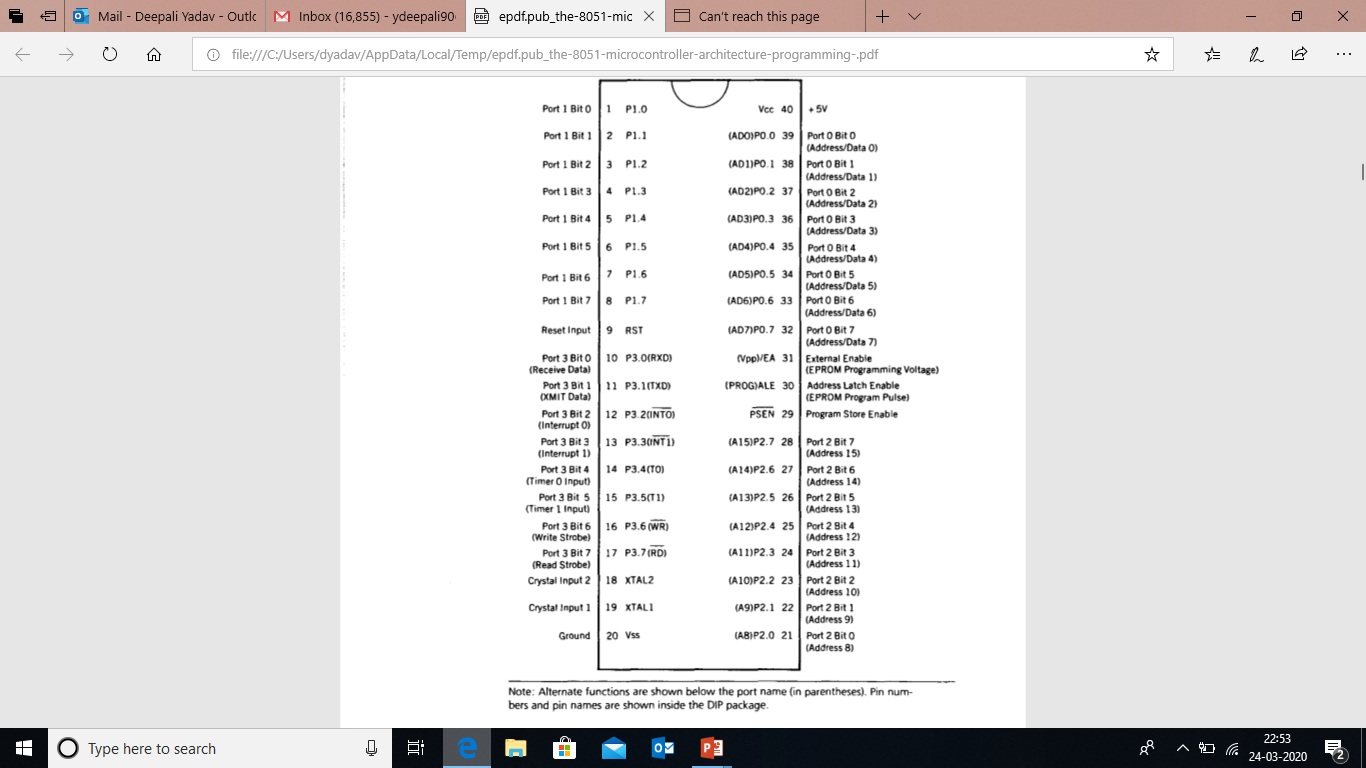 Mail - Deepali Yadav - Outlo
Inbox (16,855) - ydeepali90
epdf.pub_the-8051-mic
Can't reach this page
file:///C:/Users/dyadav/AppData/Local/Temp/epdf.pub_the-8051-microcontroller-architecture-programming-.pdf
Port 1 Bit 0 1 P1.0 Vcc 40 +5V
Port 1 Bit 1 2 P1.1 (AD0)P0.0 39 Port 0 Bit 0
(Address/Data 0)
Port 1 Bit 2 3 P1.2 (AD1)P0.1 38 Port 0 Bit 1
(Address/Data 1)
Port 1 Bit 3 4 P1.3 (AD2)P0.2 37 Port 0 Bit 2
(Address/Data 2)
Port 1 Bit 4 5 P1.4 (AD3)P0.3 36 Port 0 Bit 3
(Address/Data 3)
Port 1 Bit 5 6 P1.5 (AD4)P0.4 35 Port 0 Bit 4
(Address/Data 4)
Port 1 Bit 6 7 P1.6 (AD5)P0.5 34 Port 0 Bit 5
(Address/Data 5)
Port 1 Bit 7 8 P1.7 (AD6)P0.6 33 Port 0 Bit 6
(Address/Data 6)
Reset Input 9 RST (AD7)P0.7 32 Port 0 Bit 7
(Address/Data 7)
Port 3 Bit 0 10 P3.0(RXD) (Vpp)/EA 31 External Enable
(Receive Data) (EPROM Programming Voltage)
Port 3 Bit 1 11 P3.1(TXD) (PROG)ALE 30 Address Latch Enable
(XMIT Data) (EPROM Program Pulse)
Port 3 Bit 2 12 P3.2(INT0) PSEN 29 Program Store Enable
(Interrupt 0)
Port 3 Bit 3 13 P3.3(INT1) (A15)P2.7 28 Port 2 Bit 7
(Interrupt 1) (Address 15)
Port 3 Bit 4 14 P3.4(T0) (A14)P2.6 27 Port 2 Bit 6
(Timer 0 Input) (Address 14)
Port 3 Bit 5 15 P3.5(T1) (A13)P2.5 26 Port 2 Bit 5
(Timer 1 Input) (Address 13)
Port 3 Bit 6 16 P3.6 (WR) (A12)P2.4 25 Port 2 Bit 4
(Write Strobe) (Address 12)
Port 3 Bit 7 17 P3.7(RD) (A11)P2.3 24 Port 2 Bit 3
(Read Strobe) (Address 11)
Crystal Input 2 18 XTAL2 (A10)P2.2 23 Port 2 Bit 2
(Address 10)
Crystal Input 1 19 XTAL1 (A9)P2.1 22 Port 2 Bit 1
(Address 9)
Ground 20 Vss (A8)P2.0 21 Port 2 Bit 0
(Address 8)
Note: Alternate functions are shown below the port name (in parentheses). Pin num-
bers and pin names are shown inside the DIP package.
Type here to search
22:53
24-03-2020
2